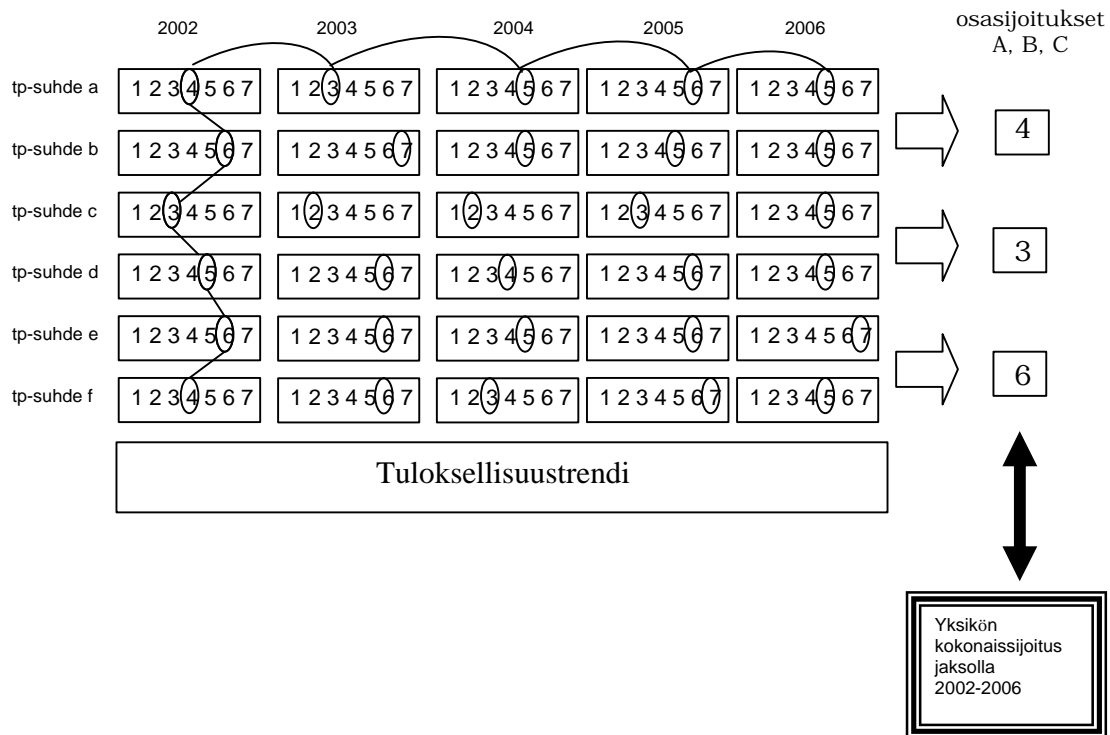 osasijoitukset
A, B, C
2002 2003 2004 2005 2006
tp-suhde a 1 2 3 4 5 6 7 1 2 3 4 5 6 7 1 2 3 4 5 6 7 1 2 3 4 5 6 7 1 2 3 4 5 6 7
4
tp-suhde b 1 2 3 4 5 6 7 1 2 3 4 5 6 7 1 2 3 4 5 6 7 1 2 3 4 5 6 7 1 2 3 4 5 6 7
tp-suhde c 1 2 3 4 5 6 7 1 2 3 4 5 6 7 1 2 3 4 5 6 7 1 2 3 4 5 6 7 1 2 3 4 5 6 7
3
tp-suhde d 1 2 3 4 5 6 7 1 2 3 4 5 6 7 1 2 3 4 5 6 7 1 2 3 4 5 6 7 1 2 3 4 5 6 7
tp-suhde e 1 2 3 4 5 6 7 1 2 3 4 5 6 7 1 2 3 4 5 6 7 1 2 3 4 5 6 7 1 2 3 4 5 6 7
6
tp-suhde f 1 2 3 4 5 6 7 1 2 3 4 5 6 7 1 2 3 4 5 6 7 1 2 3 4 5 6 7 1 2 3 4 5 6 7
Tuloksellisuustrendi
Yksikön
kokonaissijoitus
jaksolla
2002-2006